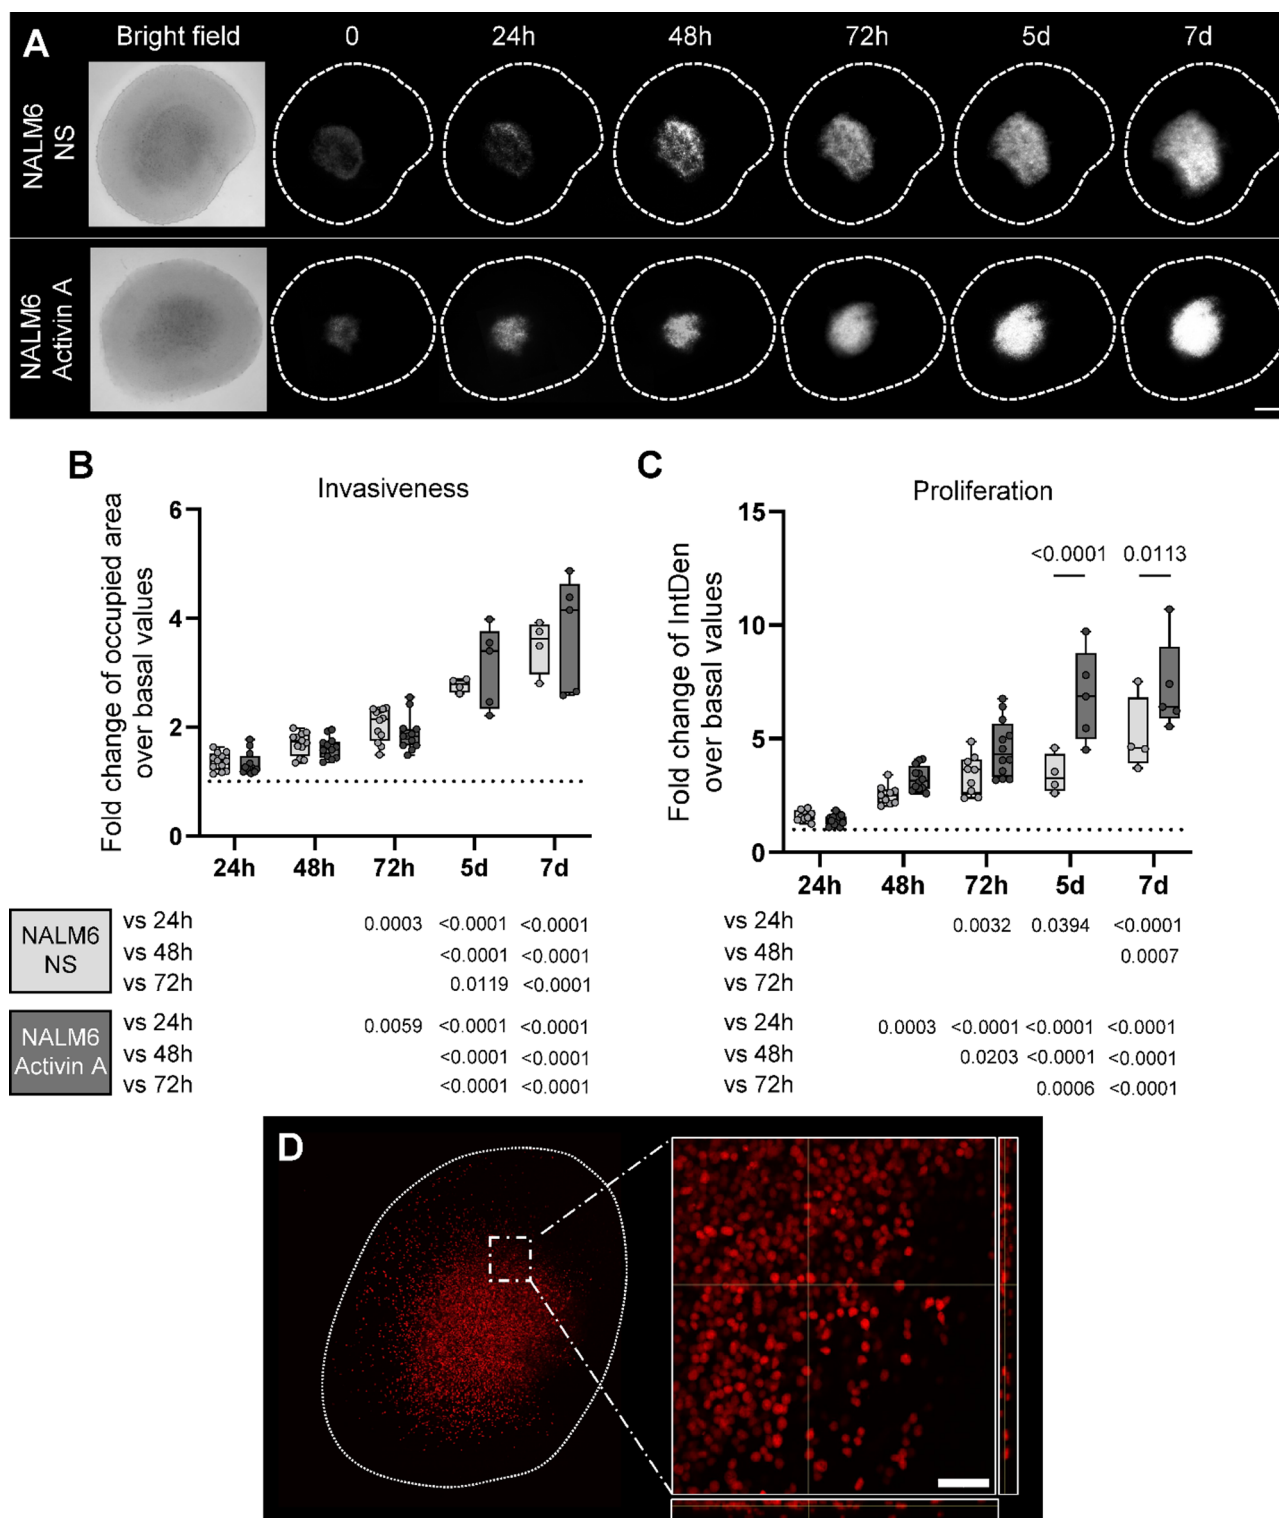 A
Bright field 0 24h 48h 72h 5d 7d
NALM6
NS
NALM6
Activin A
B
Invasiveness
Fold change of occupied area
over basal values
6
4
2
0
24h 48h 72h 5d 7d
C
Proliferation
Fold change of IntDen
over basal values
15
10
5
0
<0.0001 0.0113
24h 48h 72h 5d 7d
NALM6
NS
vs 24h 0.0003 <0.0001 <0.0001
vs 48h <0.0001 <0.0001
vs 72h 0.0119 <0.0001
NALM6
Activin A
vs 24h 0.0059 <0.0001 <0.0001
vs 48h <0.0001 <0.0001
vs 72h <0.0001 <0.0001
vs 24h 0.0032 0.0394 <0.0001
vs 48h 0.0007
vs 72h
vs 24h 0.0003 <0.0001 <0.0001 <0.0001
vs 48h 0.0203 <0.0001 <0.0001
vs 72h 0.0006 <0.0001
D